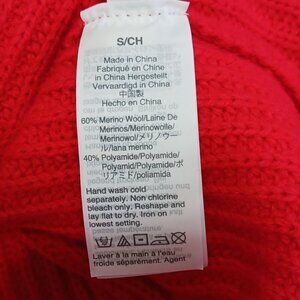 S/CH
Made in China
Fabriqué en Chine
in China Hergestellt
Vervaardigd in China
中国製
Hecho en China
60% Merino Wool/Laine De
Merinos/Merinowolle/
Merinowol/メリノウー
ル/lana merino
40% Polyamide/Polyamide/
Polyamid/Polyamide/ポ
リアミド/poliamida
Hand wash cold
separately. Non chlorine
bleach only. Reshape and
lay flat to dry. Iron on
lowest setting.
Laver à la main à l'eau
froide séparément. Agent